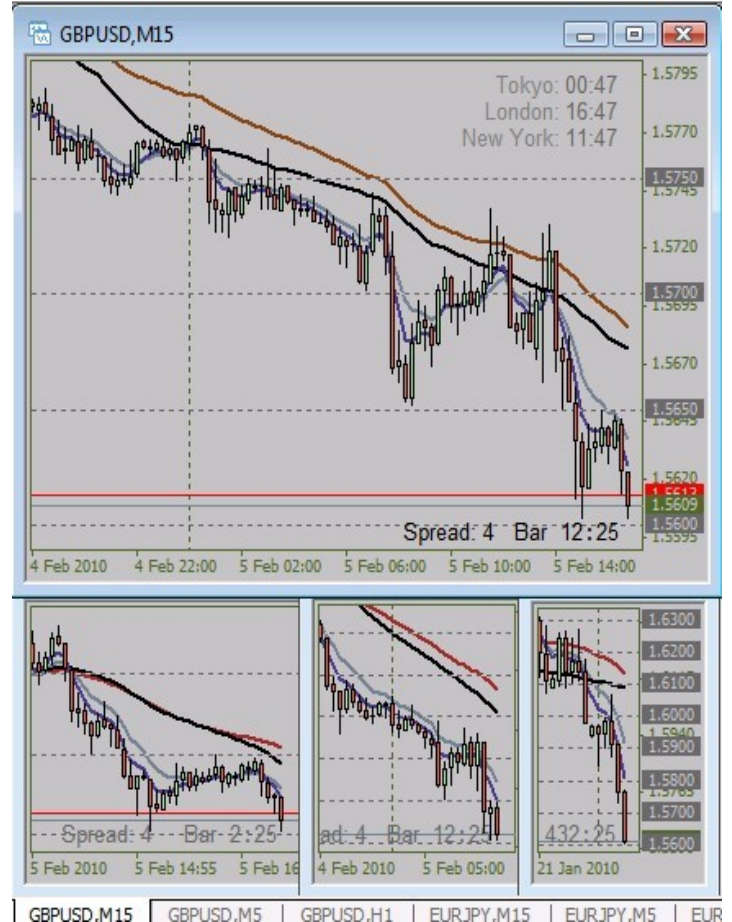 GBPUSD,M15
Tokyo: 00:47
London: 16:47
New York: 11:47
1.5795
1.5770
1.5750
1.5745
1.5720
1.5700
1.5695
1.5670
1.5650
1.5645
1.5620
1.5613
1.5609
1.5600
1.5595
Spread: 4 Bar 12:25
4 Feb 2010 4 Feb 22:00 5 Feb 02:00 5 Feb 06:00 5 Feb 10:00 5 Feb 14:00
1.6300
1.6200
1.6100
1.6000
1.5940
1.5900
1.5800
1.5765
1.5700
1.5600
Spread: 4 Bar 2:25 ad: 4 Bar 12:25 432:25
5 Feb 2010 5 Feb 14:55 5 Feb 16 4 Feb 2010 5 Feb 05:00 21 Jan 2010
GBPUSD,M15 GBPUSD,M5 GBPUSD,H1 EURJPY,M15 EURJPY,M5 EUR